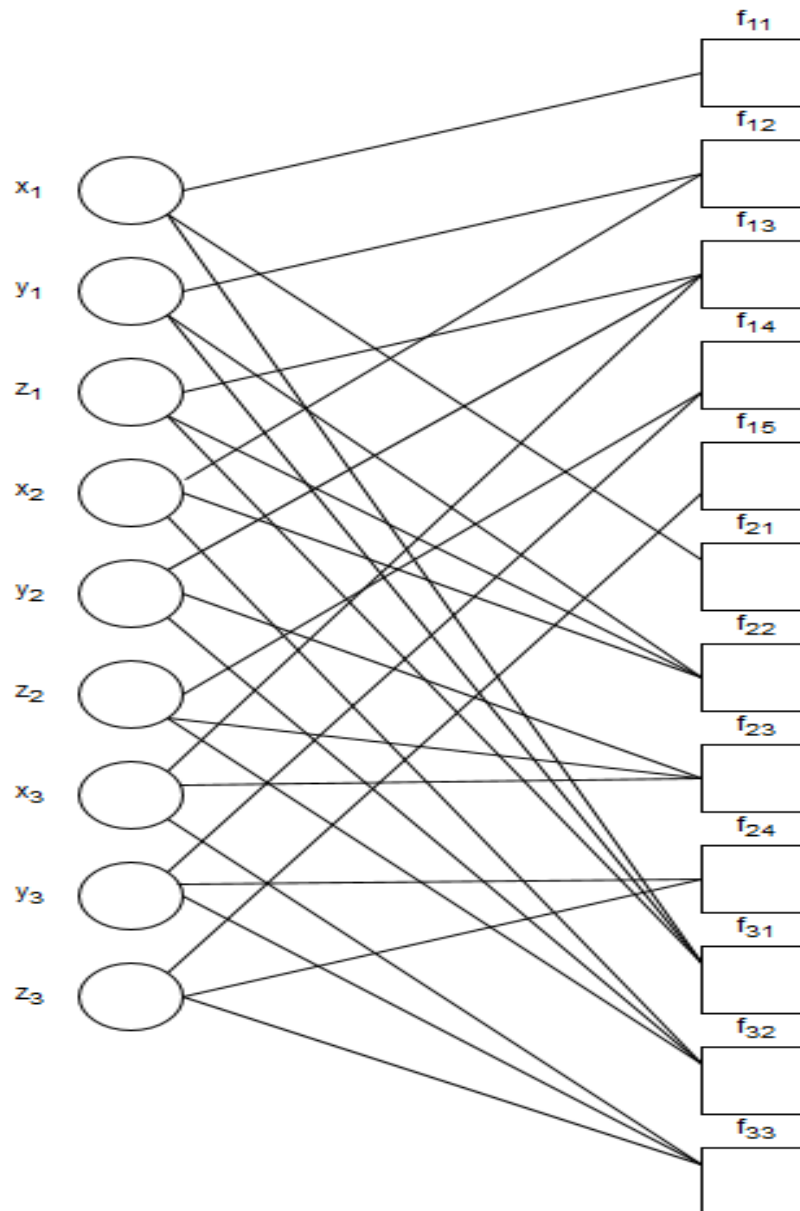 f₁₁
f₁₂
x₁
f₁₃
y₁
f₁₄
z₁
f₁₅
x₂
f₂₁
y₂
f₂₂
z₂
f₂₃
x₃
f₂₄
y₃
f₃₁
z₃
f₃₂
f₃₃